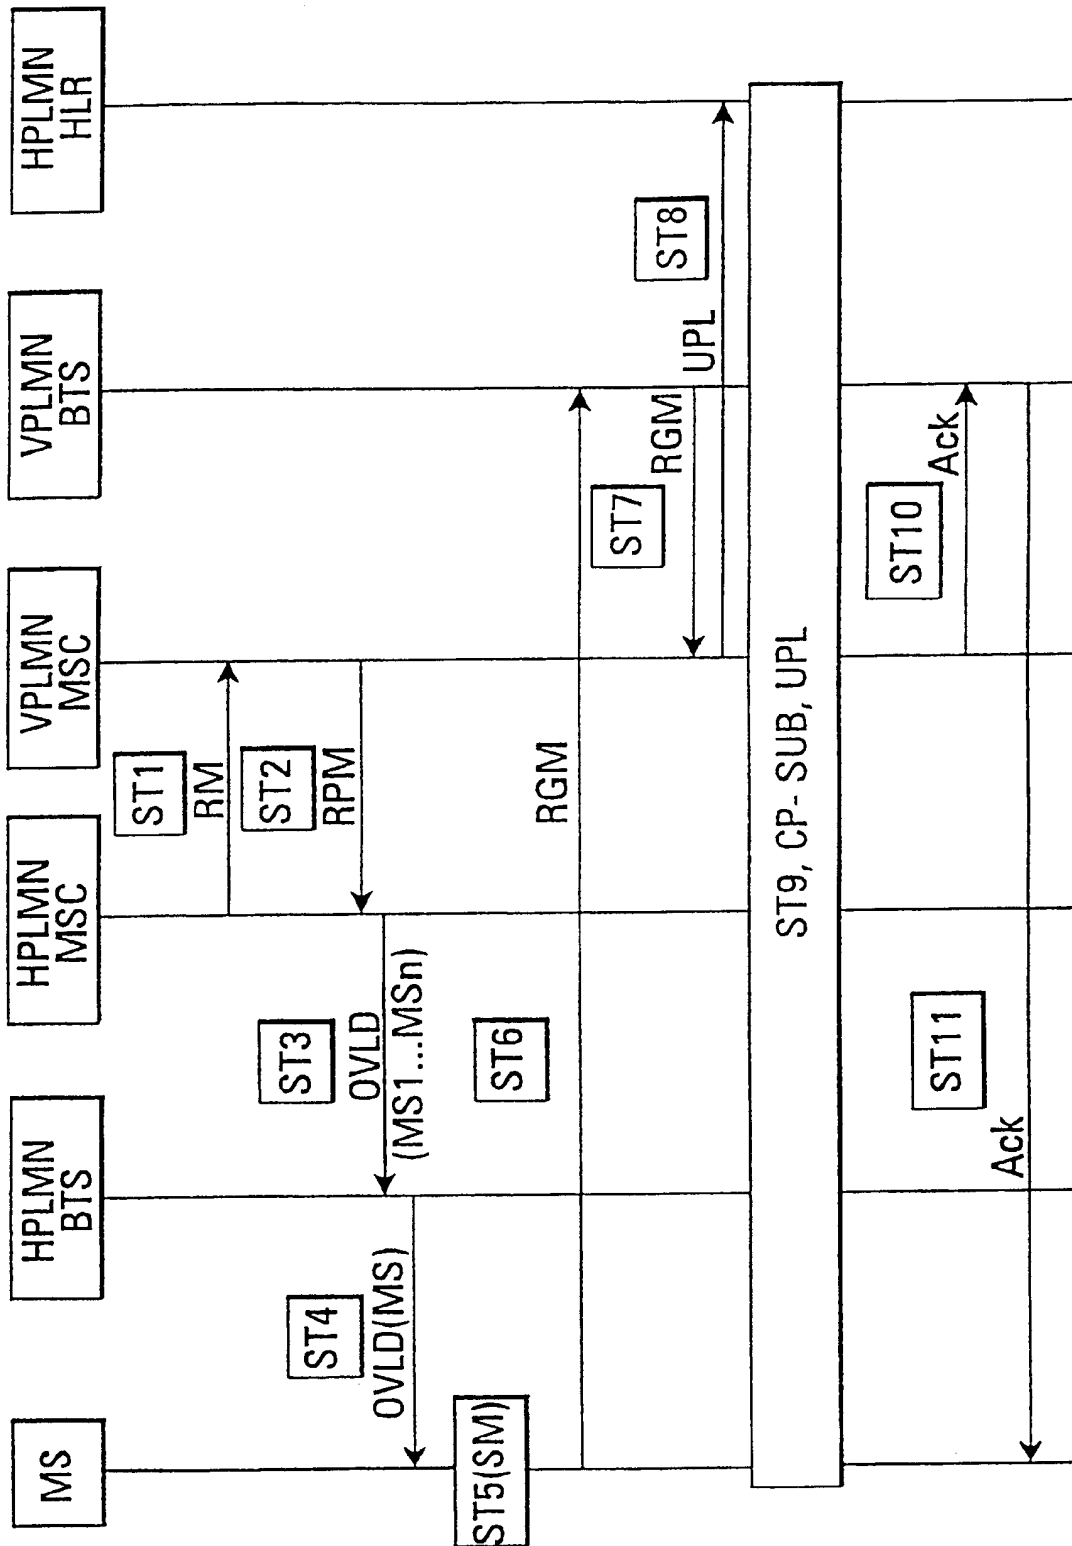 MS
HPLMN
BTS
HPLMN
MSC
VPLMN
MSC
VPLMN
BTS
HPLMN
HLR
ST1
RM
ST2
RPM
ST3
OVLD
(MS1...MSn)
ST4
OVLD(MS)
ST5(SM)
ST6
RGM
ST7
RGM
ST8
UPL
ST9, CP-SUB, UPL
ST10
Ack
ST11
Ack